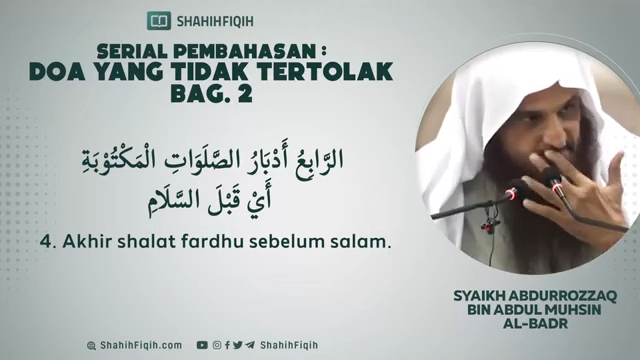 SHAHIHFIQIH
SERIAL PEMBAHASAN :
DOA YANG TIDAK TERTOLAK
BAG. 2
الرَّابِعُ أَدْبَارُ الصَّلَوَاتِ الْمَكْتُوْبَةِ
أَيْ قَبْلَ السَّلَامِ
4. Akhir shalat fardhu sebelum salam.
SYAIKH ABDURROZZAQ
BIN ABDUL MUHSIN
AL-BADR
ShahihFiqih.com ShahihFiqih